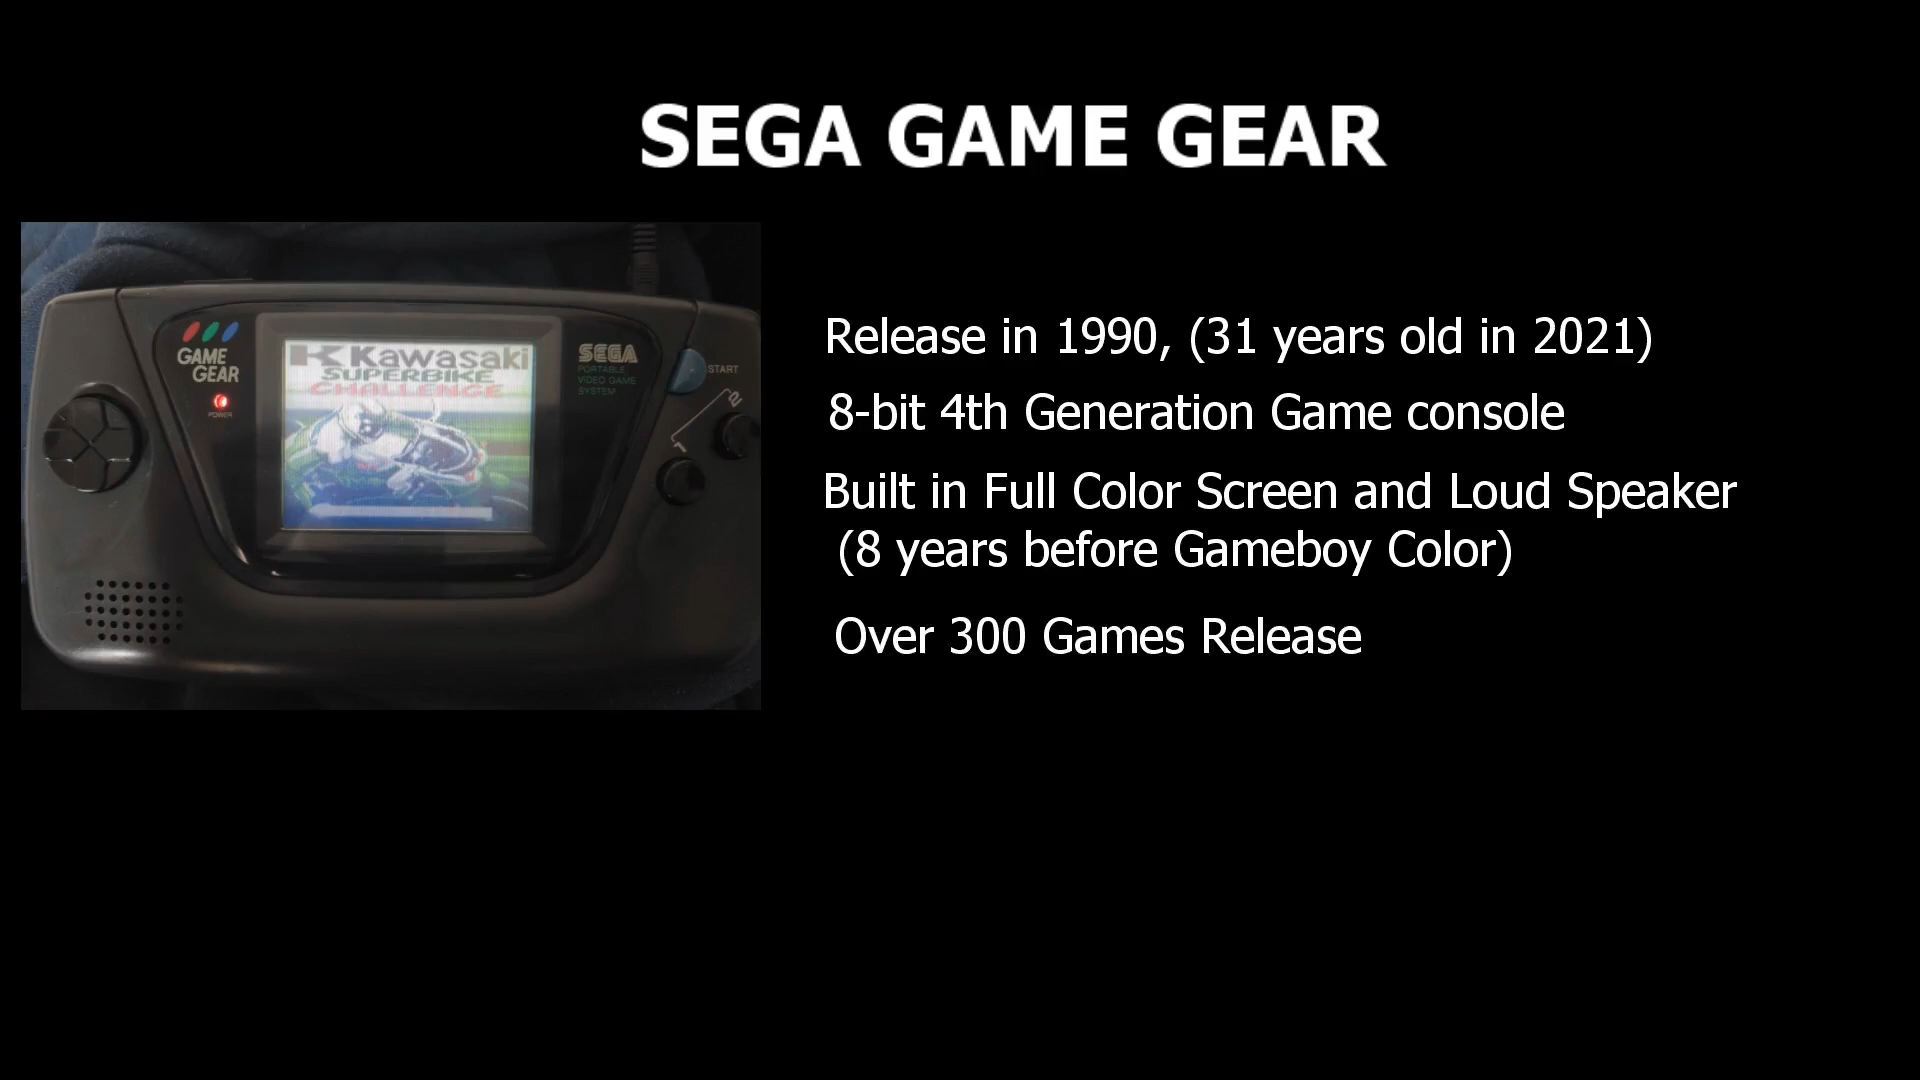 SEGA GAME GEAR
GAME
GEAR
POWER
Kawasaki
SUPERBIKE
CHALLENGE
SEGA
PORTABLE
VIDEO GAME
SYSTEM
START
2
1
Release in 1990, (31 years old in 2021)
8-bit 4th Generation Game console
Built in Full Color Screen and Loud Speaker
(8 years before Gameboy Color)
Over 300 Games Release